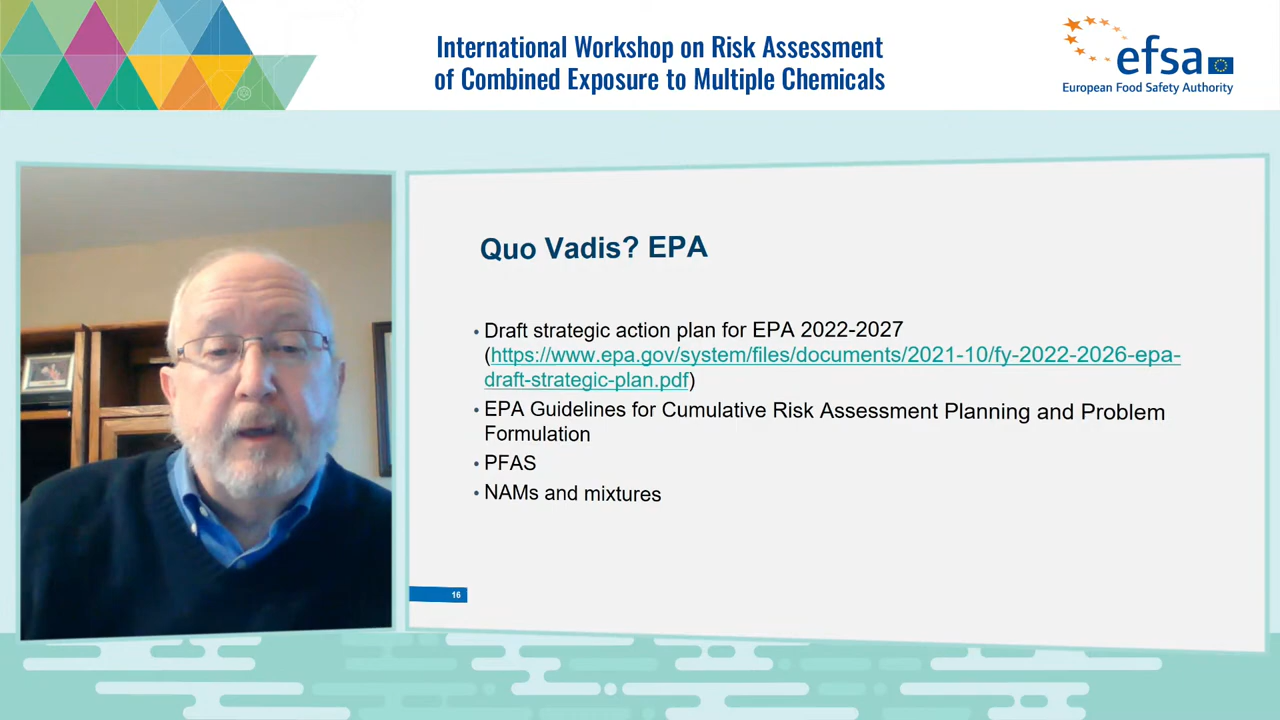 International Workshop on Risk Assessment
of Combined Exposure to Multiple Chemicals
efsa
European Food Safety Authority
Quo Vadis? EPA
• Draft strategic action plan for EPA 2022-2027
(https://www.epa.gov/system/files/documents/2021-10/fy-2022-2026-epa-
draft-strategic-plan.pdf)
• EPA Guidelines for Cumulative Risk Assessment Planning and Problem
Formulation
• PFAS
• NAMs and mixtures
16